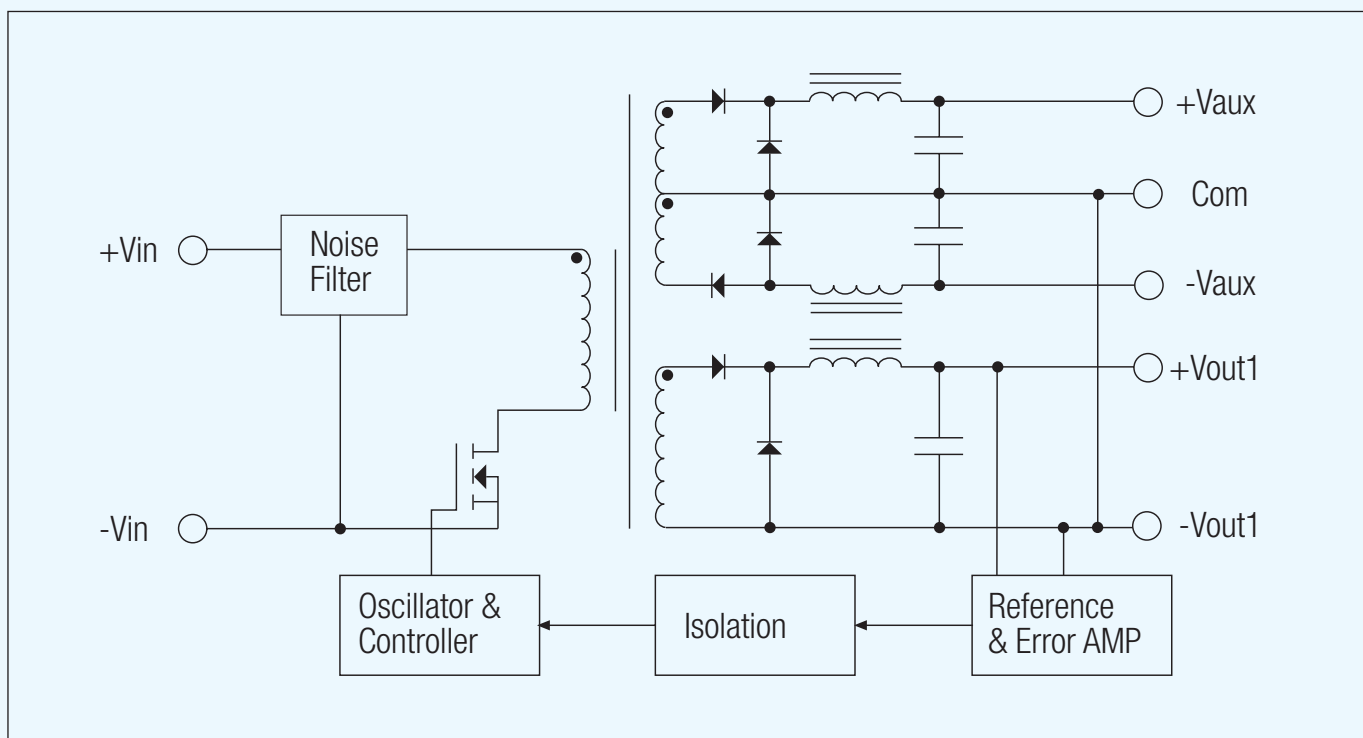 +Vin
Noise
Filter
-Vin
+Vaux
Com
-Vaux
+Vout1
-Vout1
Oscillator &
Controller
Isolation
Reference
& Error AMP